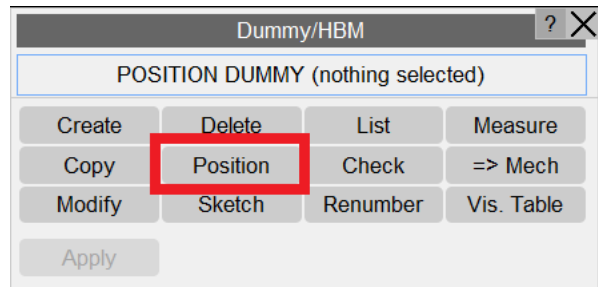 Dummy/HBM ? X
POSITION DUMMY (nothing selected)
Create Delete List Measure
Copy Position Check => Mech
Modify Sketch Renumber Vis. Table
Apply